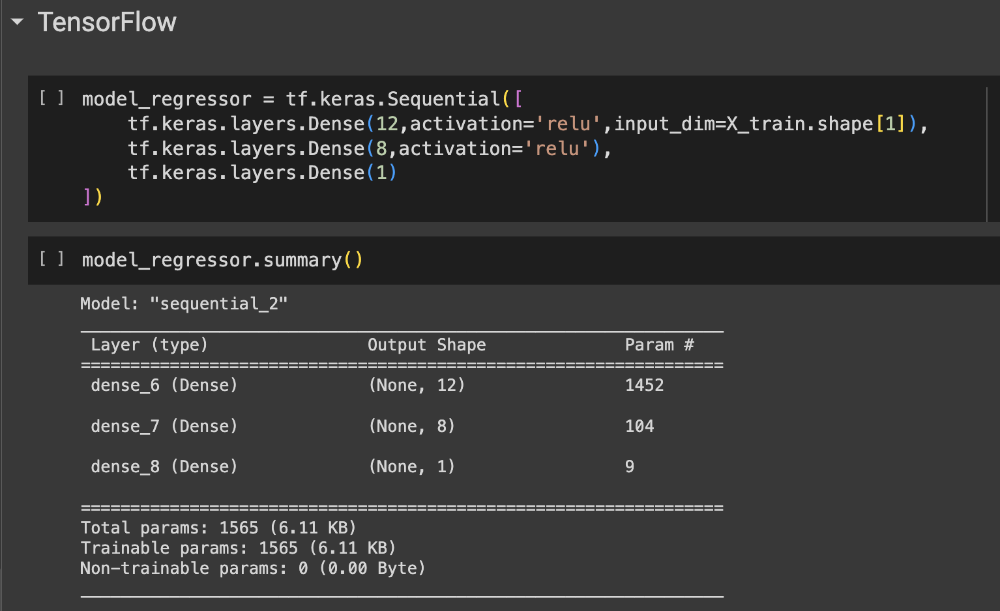 TensorFlow
[ ] model_regressor = tf.keras.Sequential([
tf.keras.layers.Dense(12,activation='relu',input_dim=X_train.shape[1]),
tf.keras.layers.Dense(8,activation='relu'),
tf.keras.layers.Dense(1)
])
[ ] model_regressor.summary()
Model: "sequential_2"
_________________________________________________________________
Layer (type) Output Shape Param #
=================================================================
dense_6 (Dense) (None, 12) 1452
dense_7 (Dense) (None, 8) 104
dense_8 (Dense) (None, 1) 9
=================================================================
Total params: 1565 (6.11 KB)
Trainable params: 1565 (6.11 KB)
Non-trainable params: 0 (0.00 Byte)
_________________________________________________________________